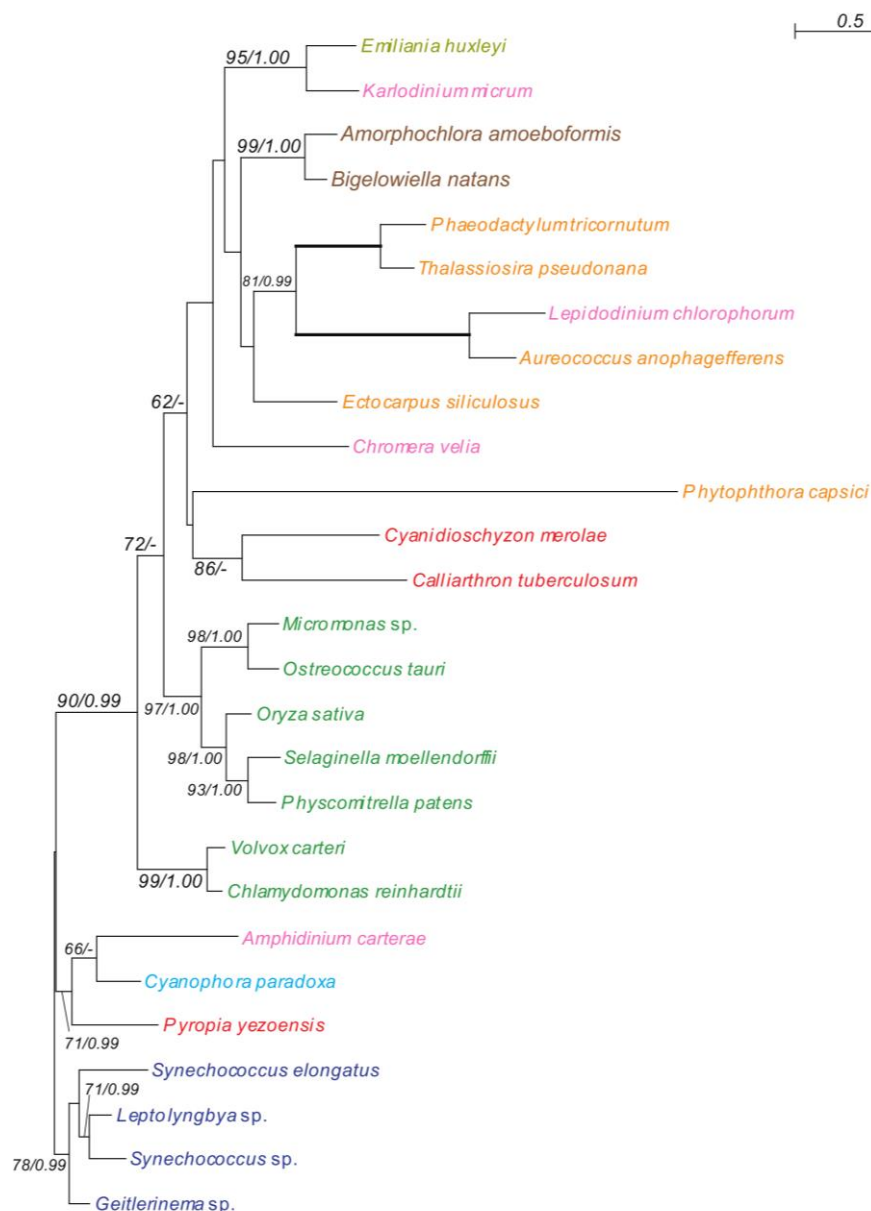 0.5
Emiliania huxleyi
95/1.00
Karlodinium micrum
Amorphochlora amoeboformis
99/1.00
Bigelowiella natans
Phaeodactylum tricornutum
Thalassiosira pseudonana
81/0.99
Lepidodinium chlorophorum
Aureococcus anophagefferens
Ectocarpus siliculosus
62/-
Chromera velia
Phytophthora capsici
Cyanidioschyzon merolae
72/-
86/-
Calliarthron tuberculosum
Micromonas sp.
98/1.00
Ostreococcus tauri
97/1.00
90/0.99
Oryza sativa
98/1.00
Selaginella moellendorffii
93/1.00
Physcomitrella patens
Volvox carteri
99/1.00
Chlamydomonas reinhardtii
Amphidinium carterae
66/-
Cyanophora paradoxa
Pyropia yezoensis
71/0.99
Synechococcus elongatus
71/0.99
Leptolyngbya sp.
Synechococcus sp.
78/0.99
Geitlerinema sp.